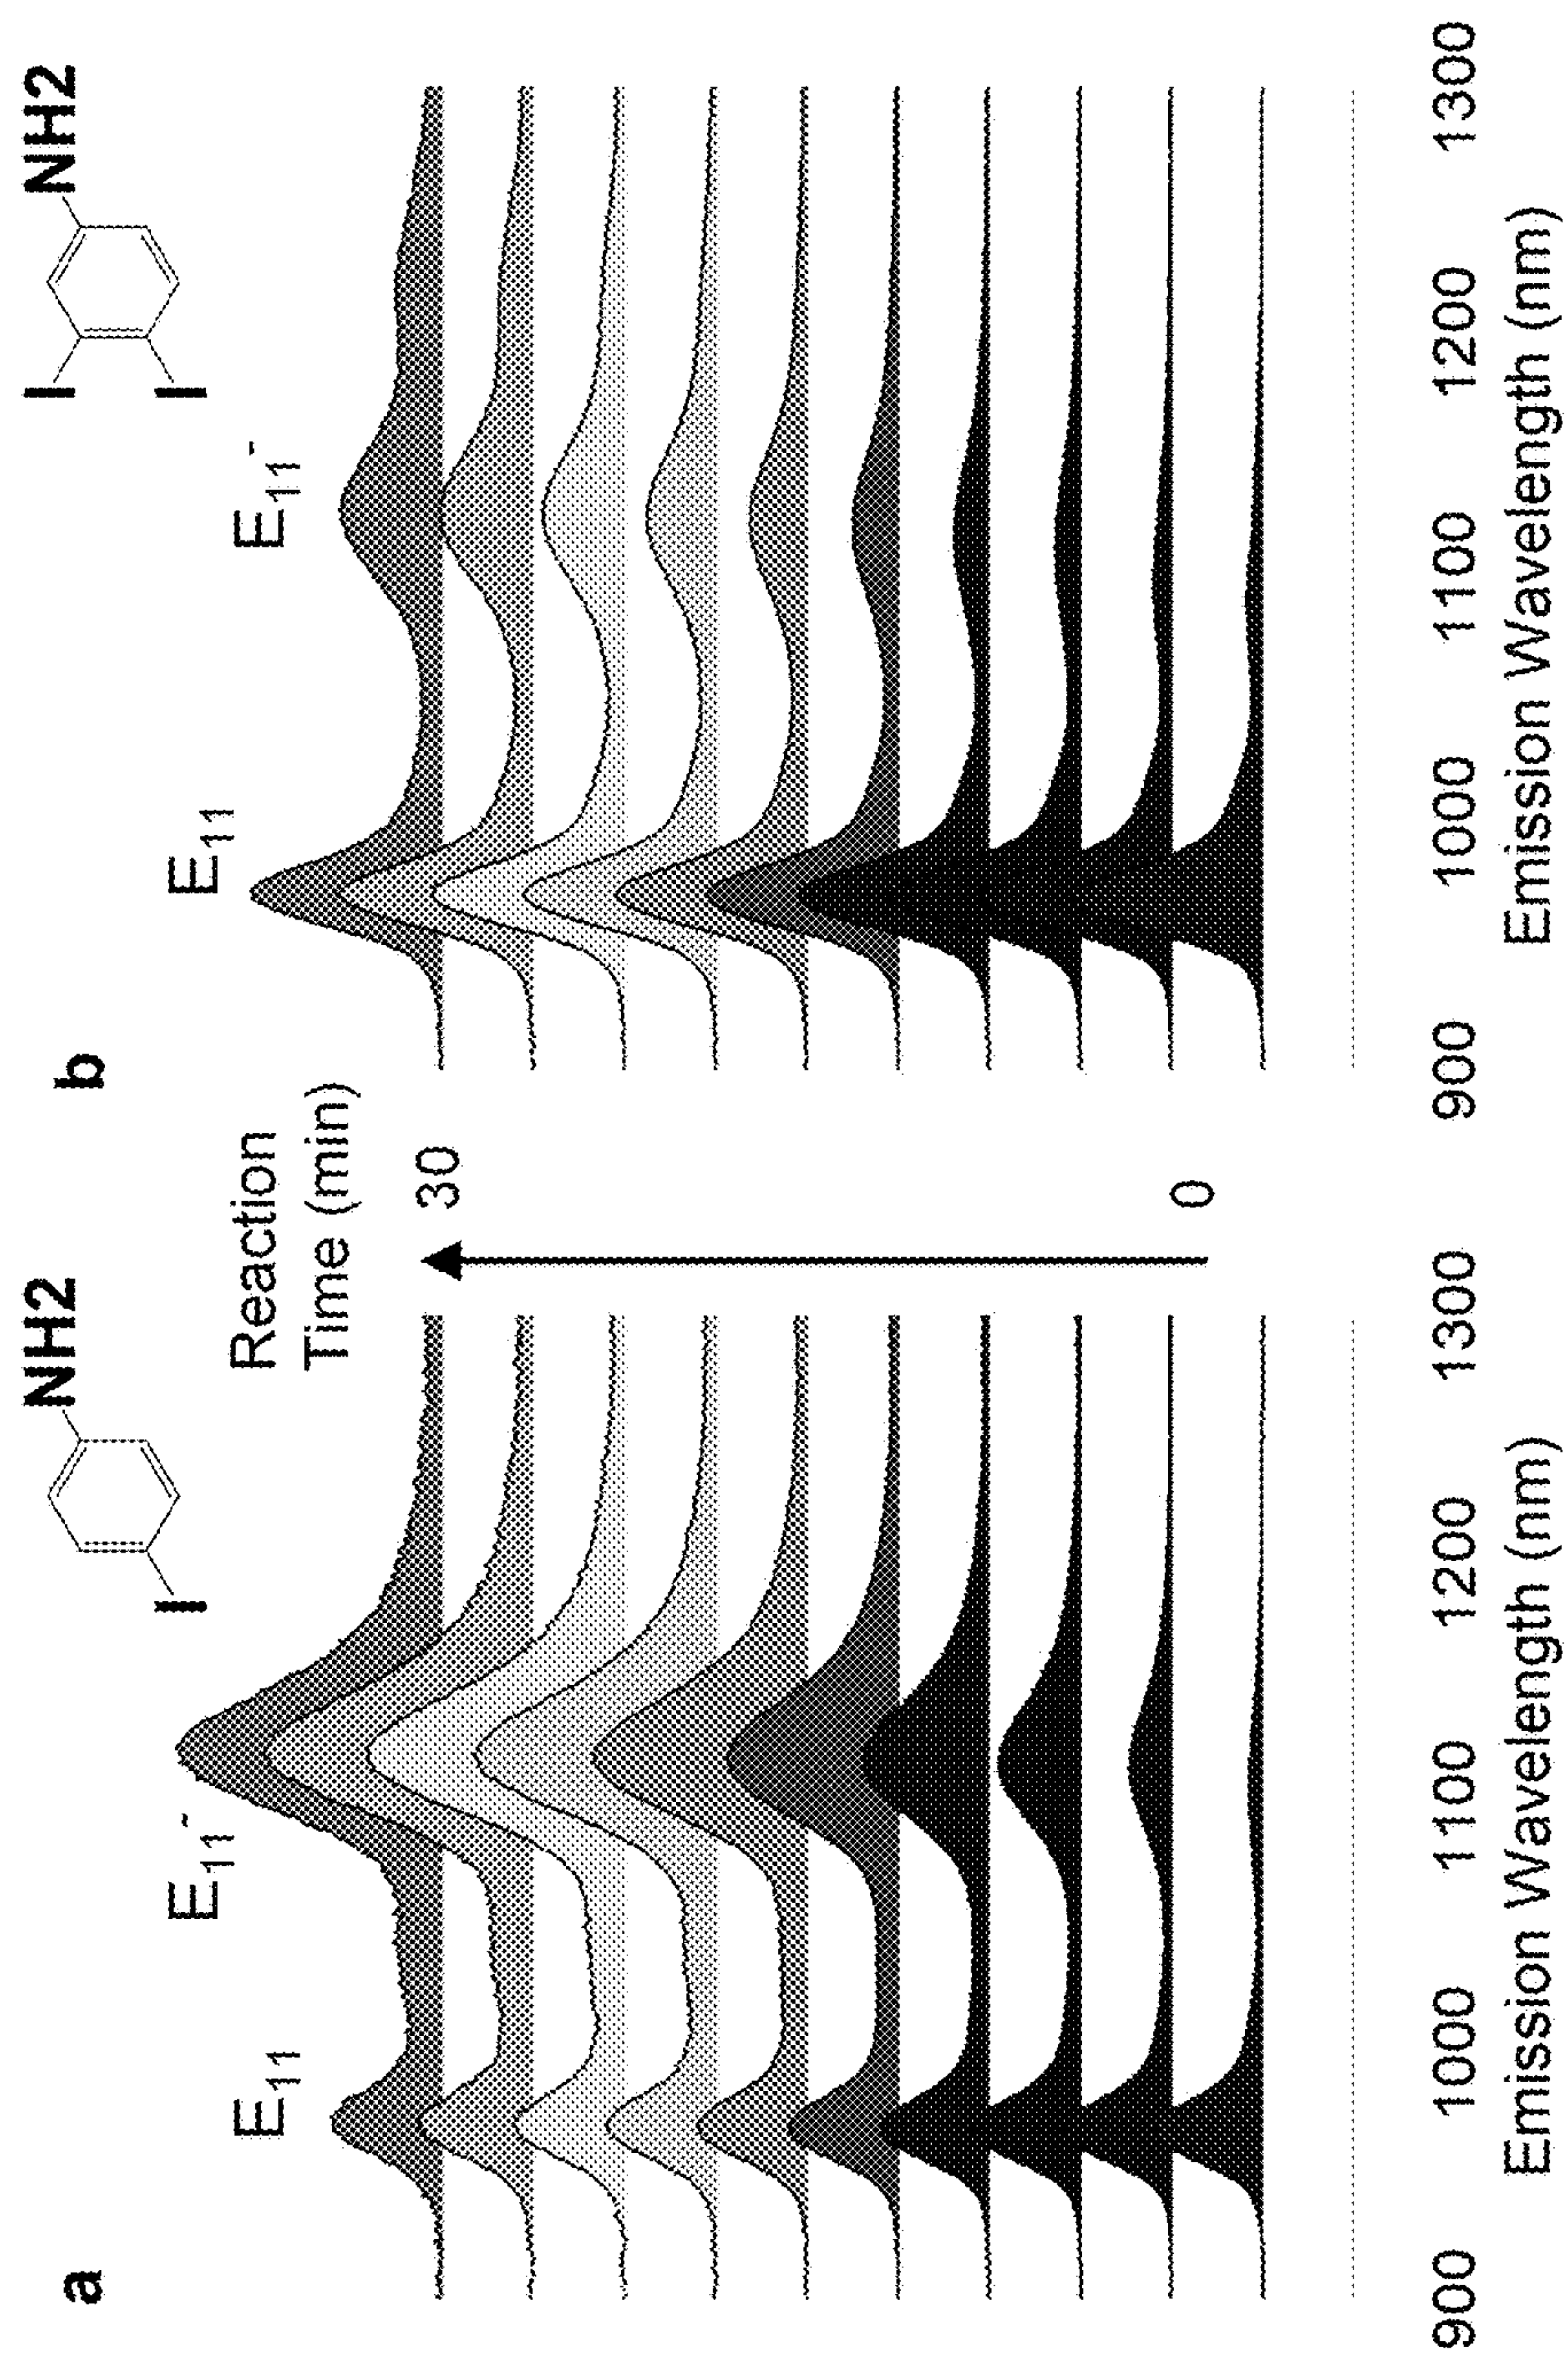 a
I
NH2
b
I
I
NH2
E11
E11-
Reaction
Time (min)
30
0
E11
E11-
900 1000 1100 1200 1300
Emission Wavelength (nm)
900 1000 1100 1200 1300
Emission Wavelength (nm)